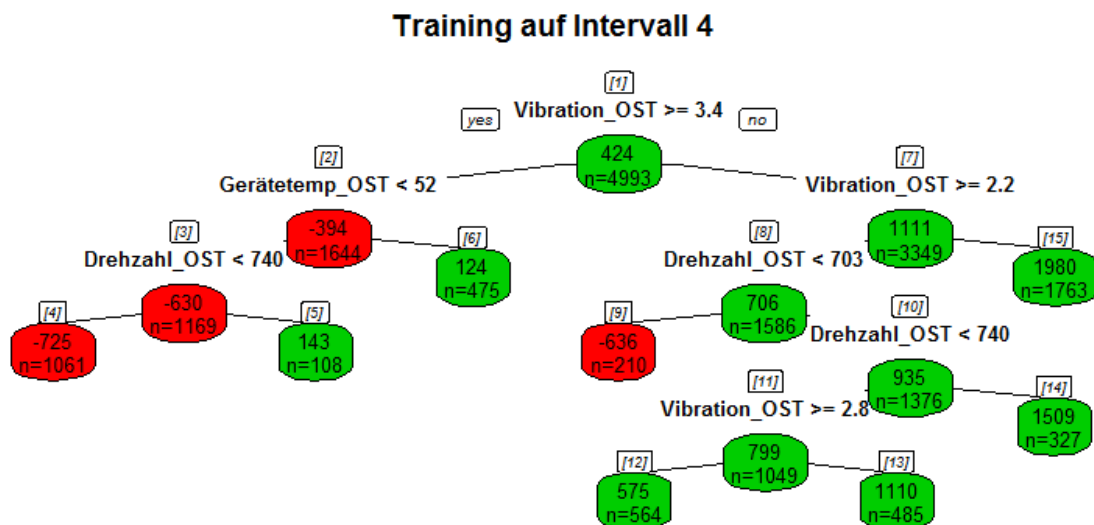 Training auf Intervall 4
[1]
Vibration_OST >= 3.4
yes
no
424
n=4993
[2]
Gerätetemp_OST < 52
-394
n=1644
[7]
Vibration_OST >= 2.2
1111
n=3349
[3]
Drehzahl_OST < 740
-630
n=1169
[6]
124
n=475
[8]
Drehzahl_OST < 703
706
n=1586
[15]
1980
n=1763
[4]
-725
n=1061
[5]
143
n=108
[9]
-636
n=210
[10]
Drehzahl_OST < 740
935
n=1376
[11]
Vibration_OST >= 2.8
799
n=1049
[14]
1509
n=327
[12]
575
n=564
[13]
1110
n=485